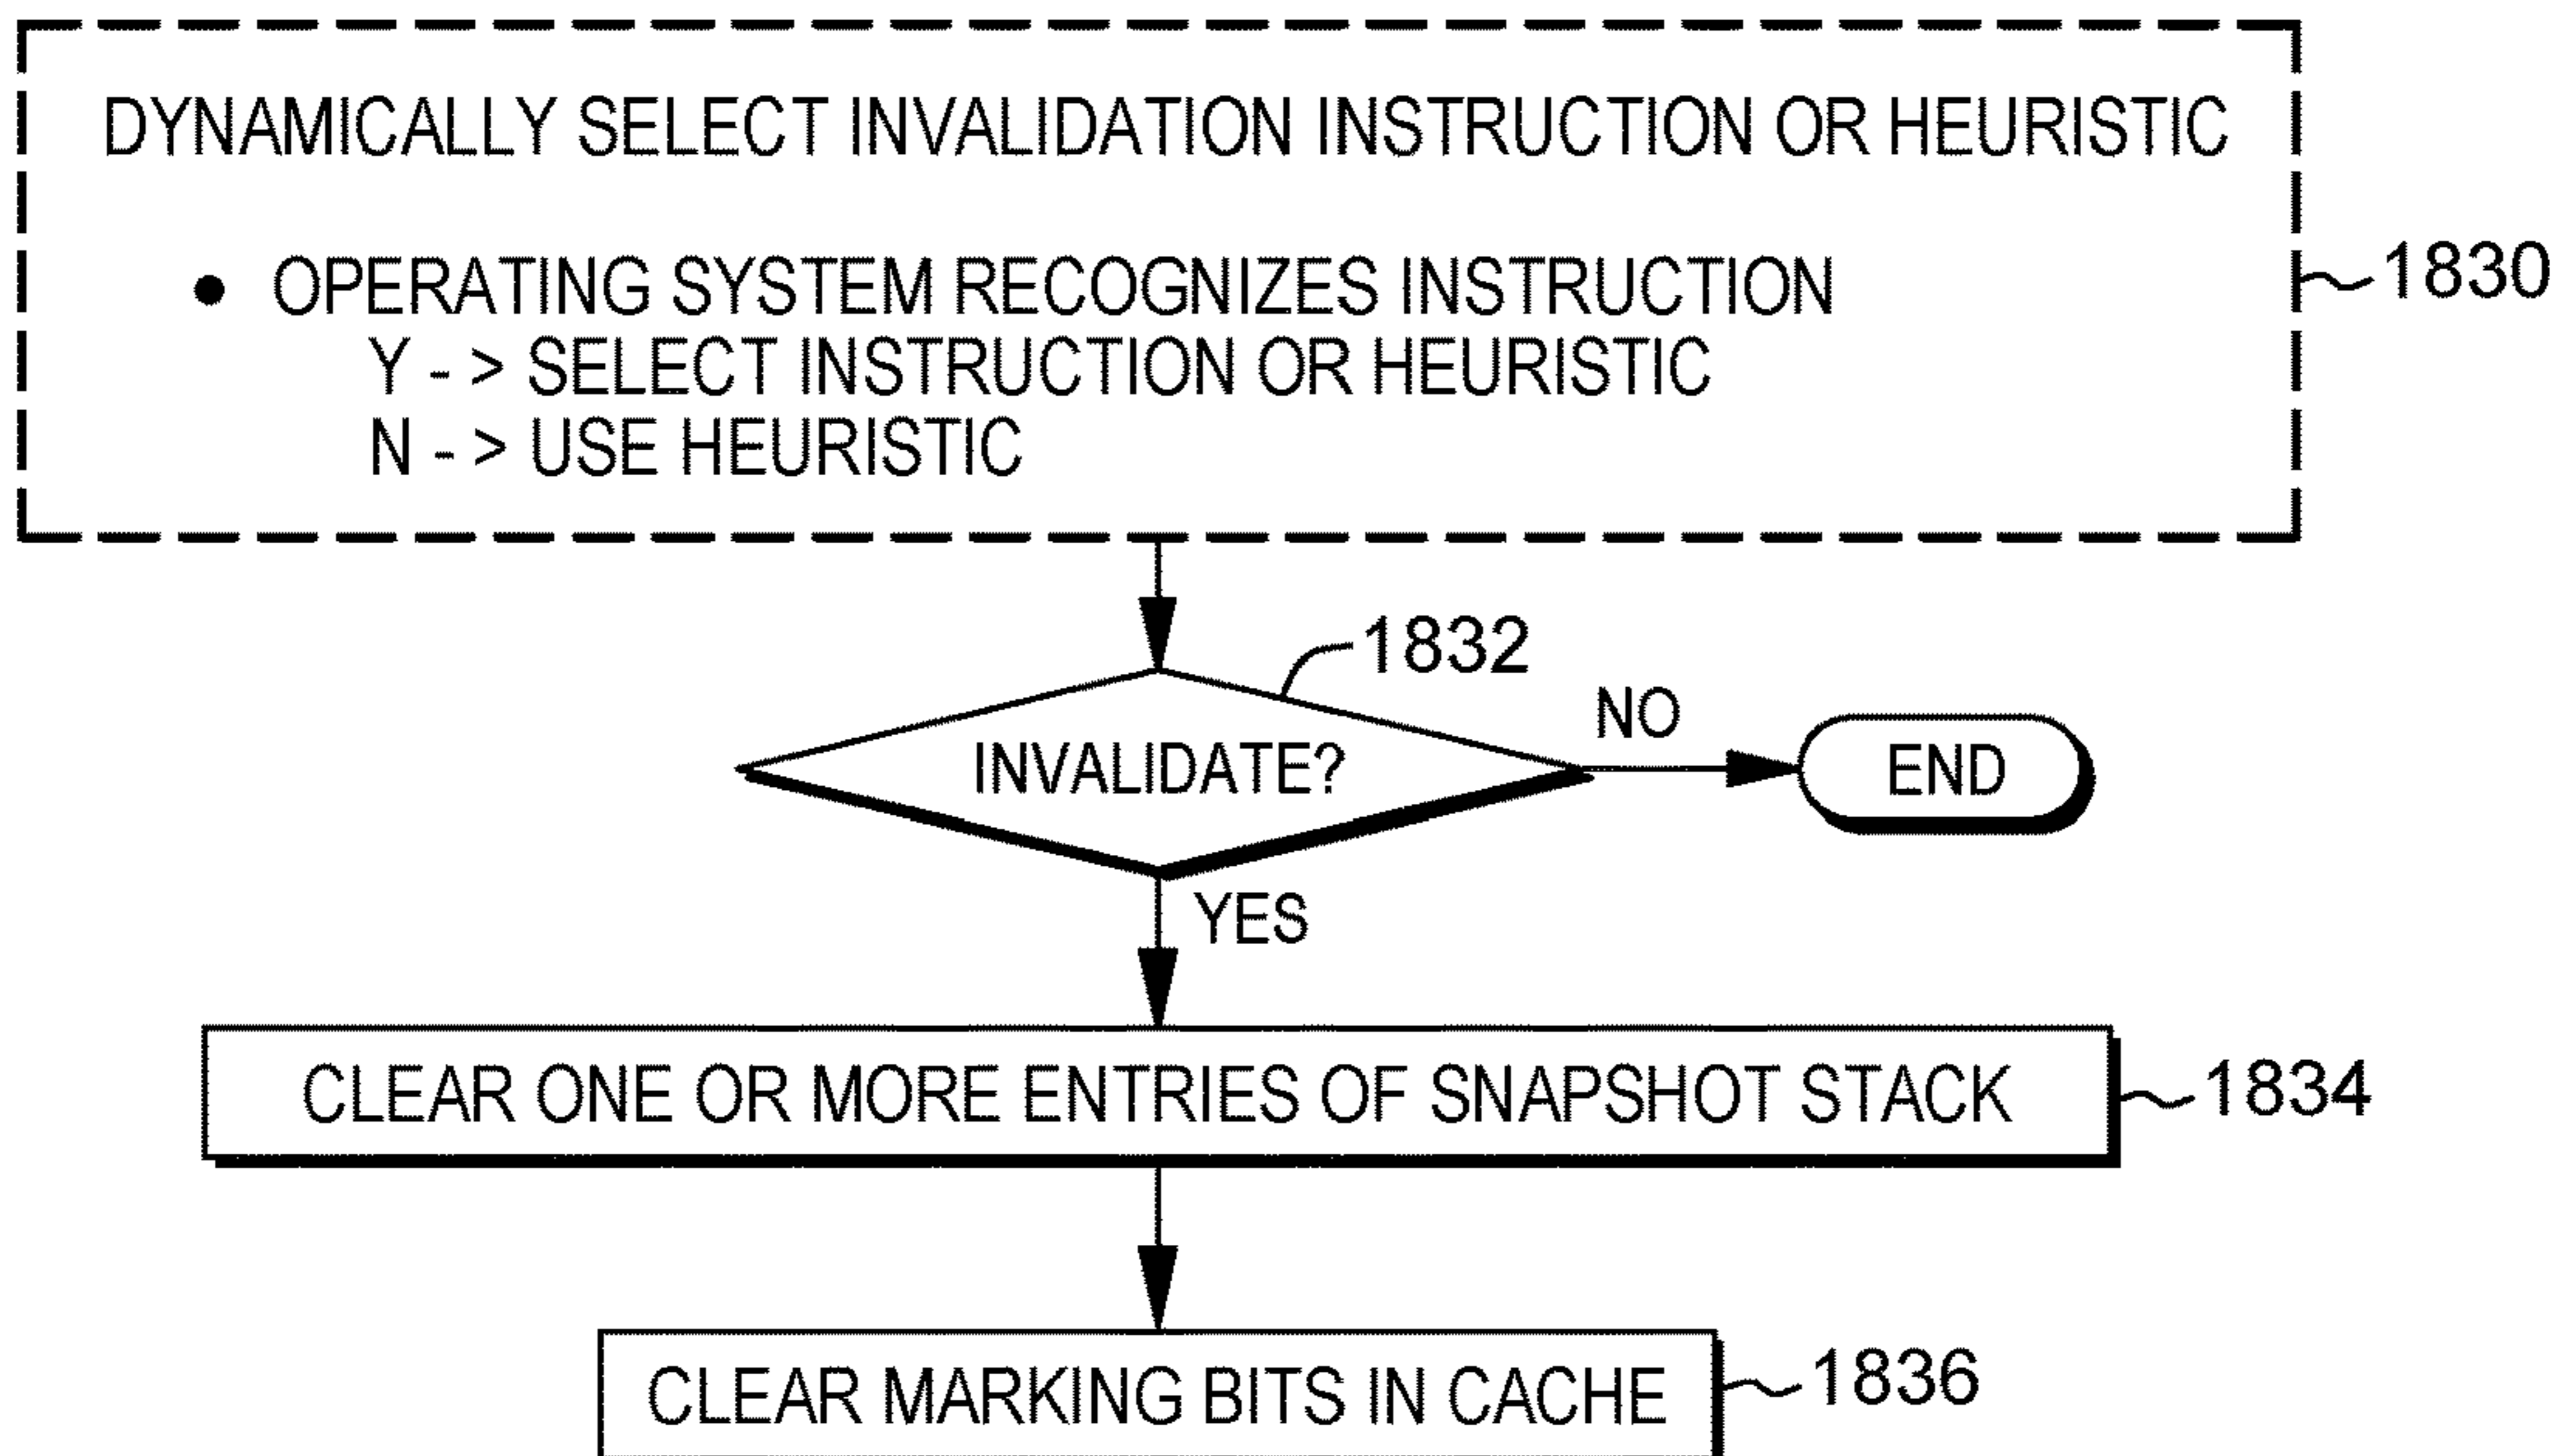 DYNAMICALLY SELECT INVALIDATION INSTRUCTION OR HEURISTIC
• OPERATING SYSTEM RECOGNIZES INSTRUCTION
1830
Y - > SELECT INSTRUCTION OR HEURISTIC
N - > USE HEURISTIC
1832
NO
INVALIDATE?
END
YES
CLEAR ONE OR MORE ENTRIES OF SNAPSHOT STACK
1834
CLEAR MARKING BITS IN CACHE
1836